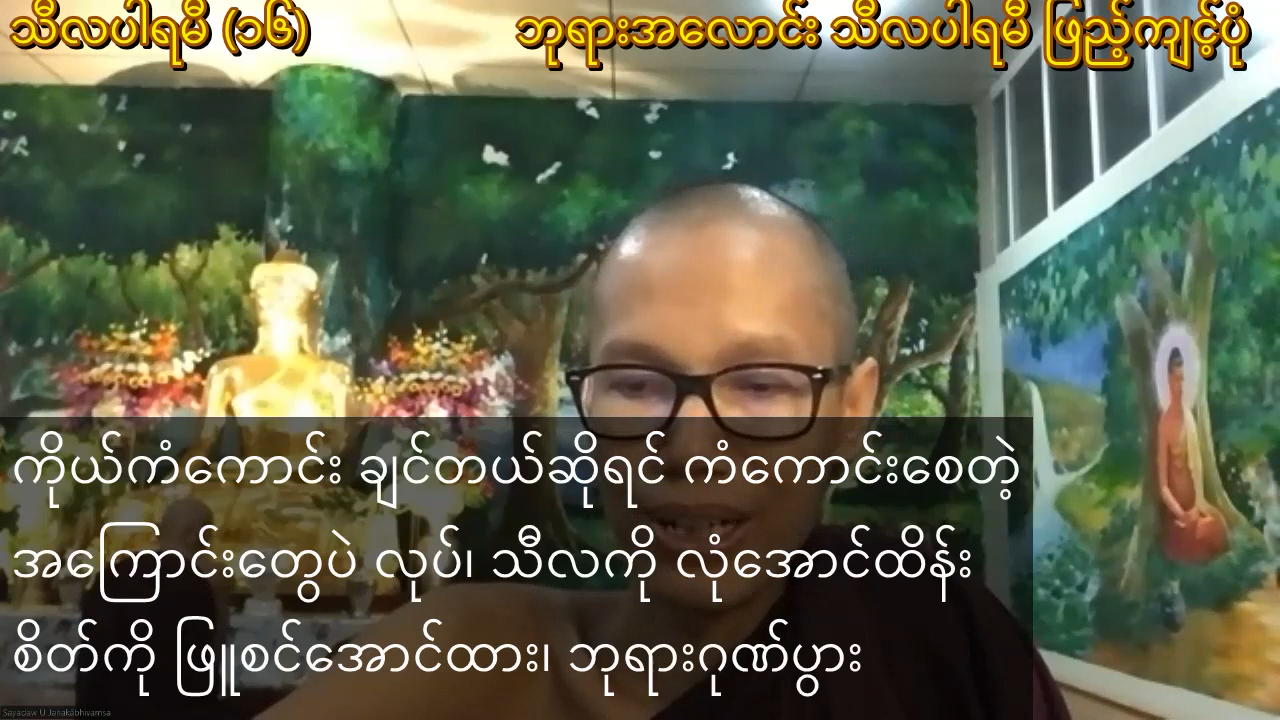 သီလပါရမီ (၁၆)
ဘုရားအလောင်း သီလပါရမီ ဖြည့်ကျင့်ပုံ
ကိုယ်ကံကောင်း ချင်တယ်ဆိုရင် ကံကောင်းစေတဲ့
အကြောင်းတွေပဲ လုပ်၊ သီလကို လုံအောင်ထိန်း
စိတ်ကို ဖြူစင်အောင်ထား၊ ဘုရားဂုဏ်ပွား
Sayadaw U Janakābhivamsa